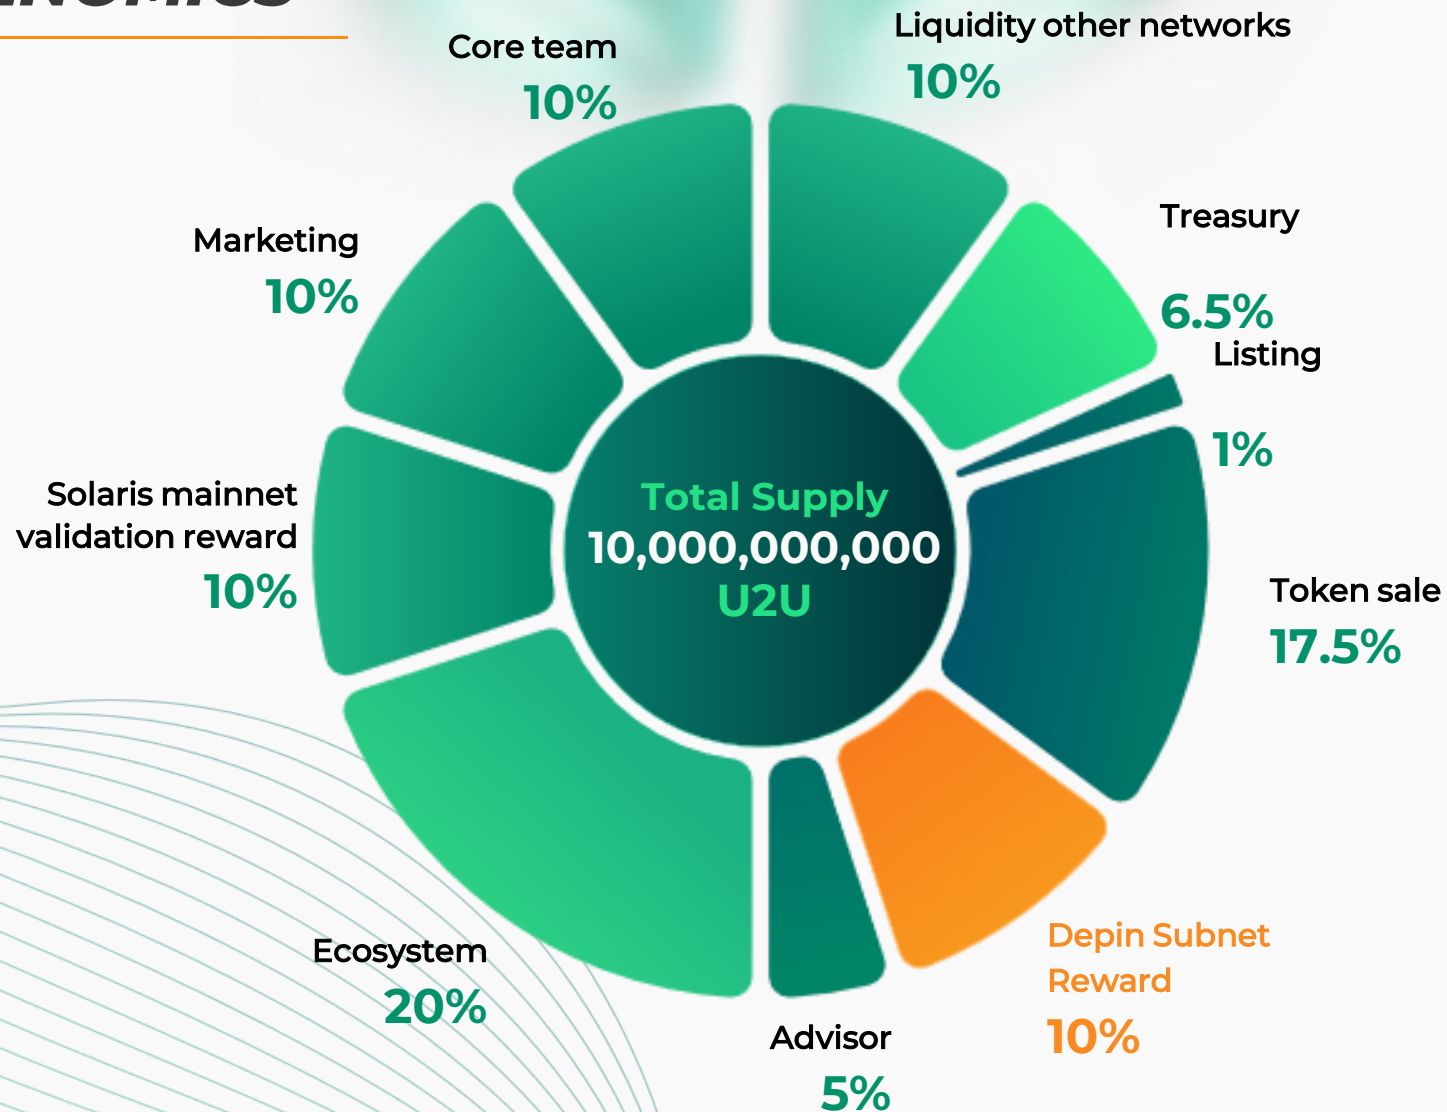 Core team
10%
Liquidity other networks
10%
Treasury
6.5%
Listing
1%
Token sale
17.5%
Depin Subnet
Reward
10%
Advisor
5%
Ecosystem
20%
Solaris mainnet
validation reward
10%
Marketing
10%
Total Supply
10,000,000,000
U2U